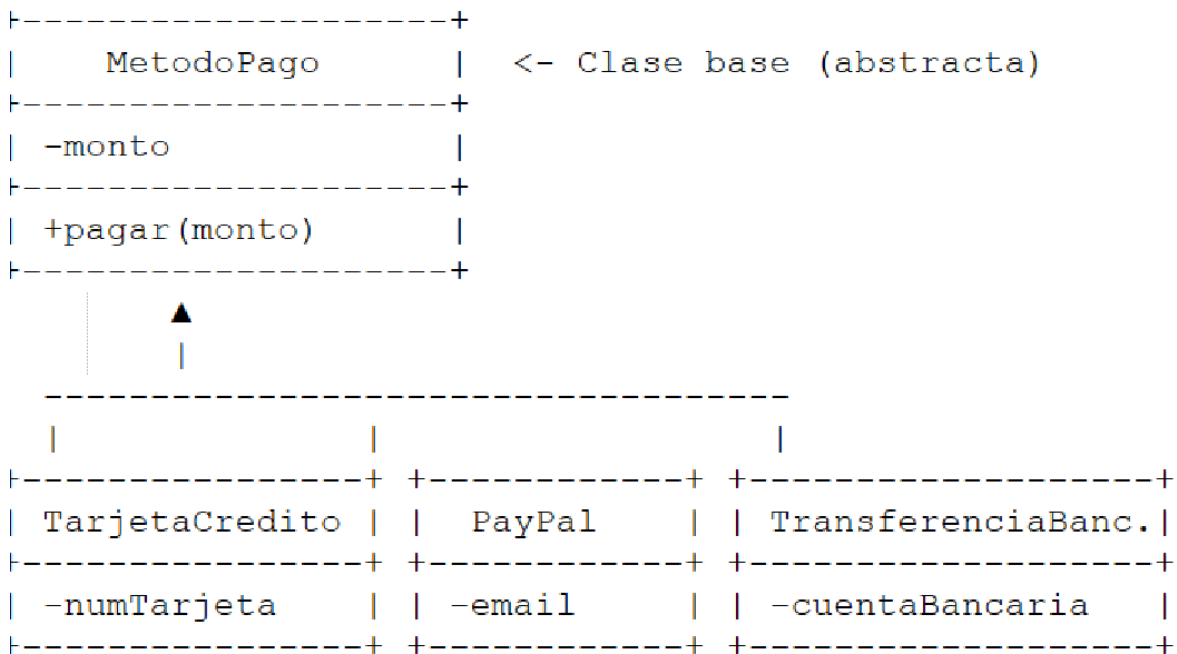 +--------------------+
|    MetodoPago      |  <- Clase base (abstracta)
+--------------------+
| -monto             |
+--------------------+
| +pagar(monto)      |
+--------------------+
        ▲
        |
  -----------------------------------
  |              |                  |
+----------------+ +------------+ +-------------------+
| TarjetaCredito | |  PayPal    | | TransferenciaBanc.|
+----------------+ +------------+ +-------------------+
| -numTarjeta    | | -email     | | -cuentaBancaria   |
+----------------+ +------------+ +-------------------+